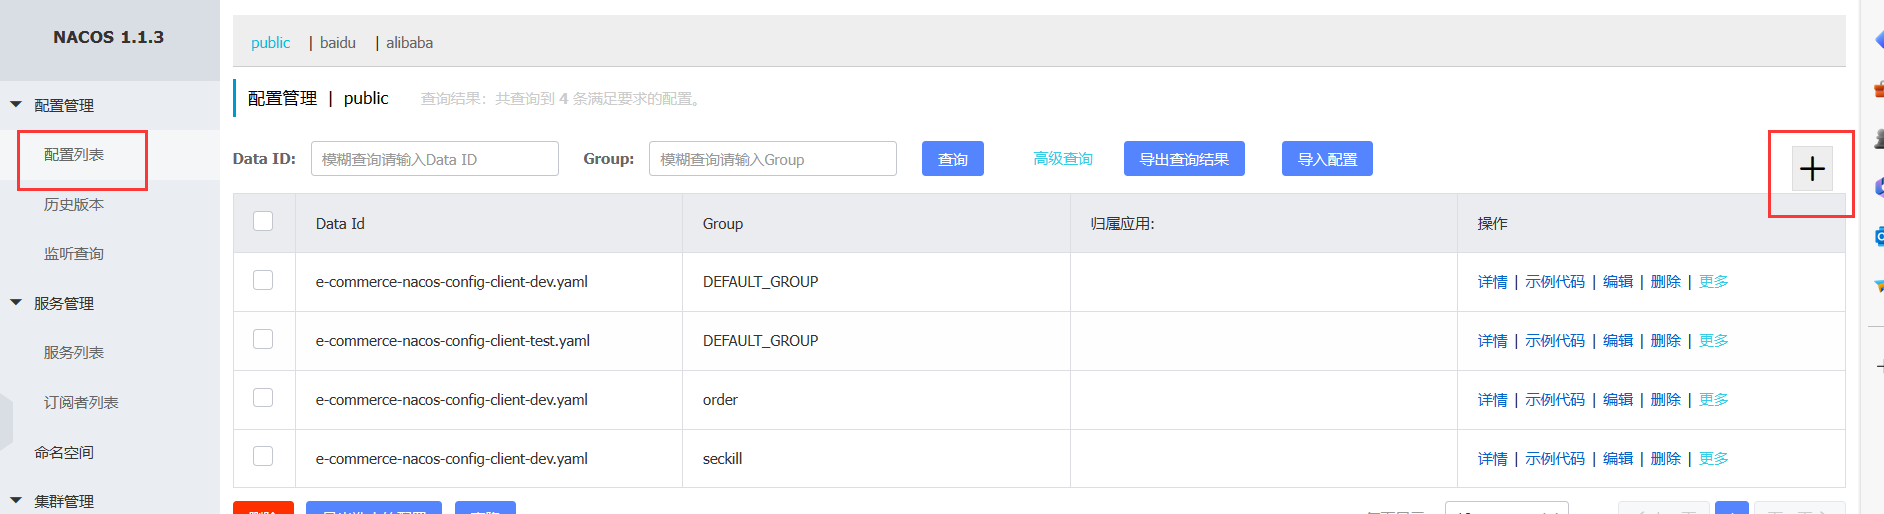 NACOS 1.1.3
配置管理
配置列表
历史版本
监听查询
服务管理
服务列表
订阅者列表
命名空间
集群管理
public | baidu | alibaba
配置管理 | public 查询结果：共查询到 4 条满足要求的配置。
Data ID: 模糊查询请输入Data ID Group: 模糊查询请输入Group 查询 高级查询 导出查询结果 导入配置
Data Id Group 归属应用: 操作
e-commerce-nacos-config-client-dev.yaml DEFAULT_GROUP 详情 | 示例代码 | 编辑 | 删除 | 更多
e-commerce-nacos-config-client-test.yaml DEFAULT_GROUP 详情 | 示例代码 | 编辑 | 删除 | 更多
e-commerce-nacos-config-client-dev.yaml order 详情 | 示例代码 | 编辑 | 删除 | 更多
e-commerce-nacos-config-client-dev.yaml seckill 详情 | 示例代码 | 编辑 | 删除 | 更多